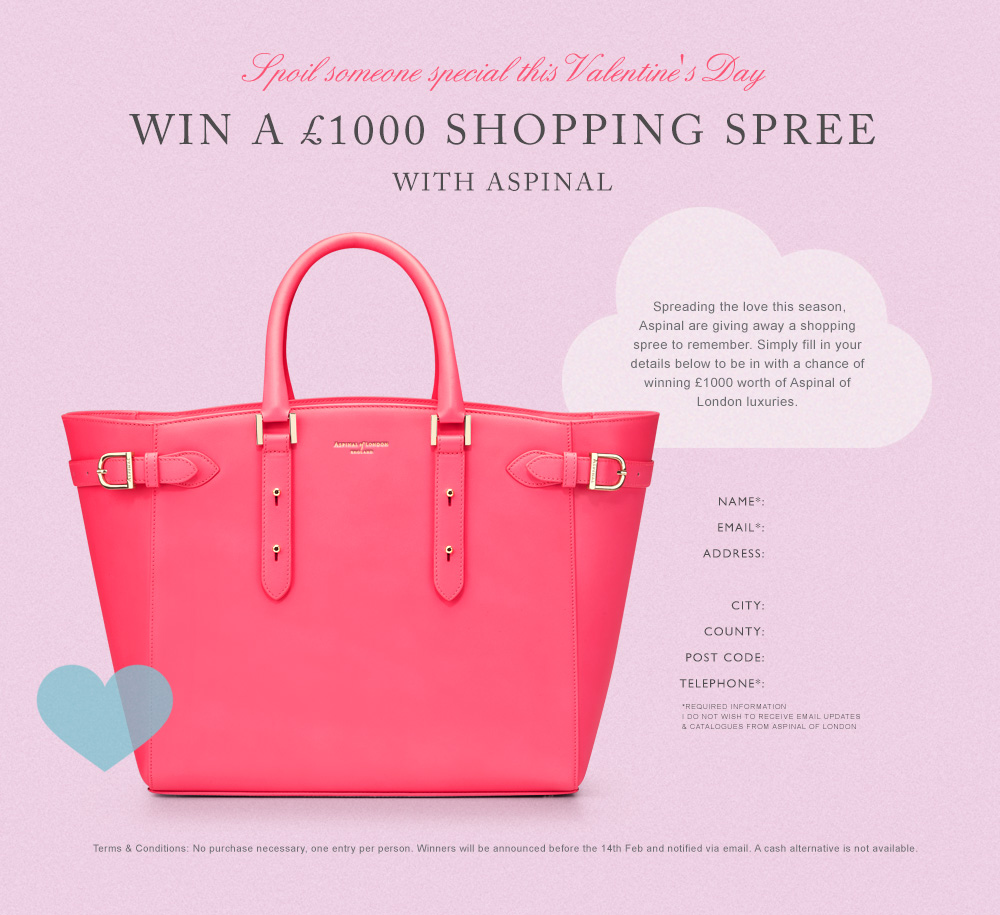 Spoil someone special this Valentine's Day
WIN A £1000 SHOPPING SPREE
WITH ASPINAL
Spreading the love this season,
Aspinal are giving away a shopping
spree to remember. Simply fill in your
details below to be in with a chance of
winning £1000 worth of Aspinal of
London luxuries.
ASPINAL of LONDON
ENGLAND
NAME*:
EMAIL*:
ADDRESS:
CITY:
COUNTY:
POST CODE:
TELEPHONE*:
*REQUIRED INFORMATION
I DO NOT WISH TO RECEIVE EMAIL UPDATES
& CATALOGUES FROM ASPINAL OF LONDON
Terms & Conditions: No purchase necessary, one entry per person. Winners will be announced before the 14th Feb and notified via email. A cash alternative is not available.